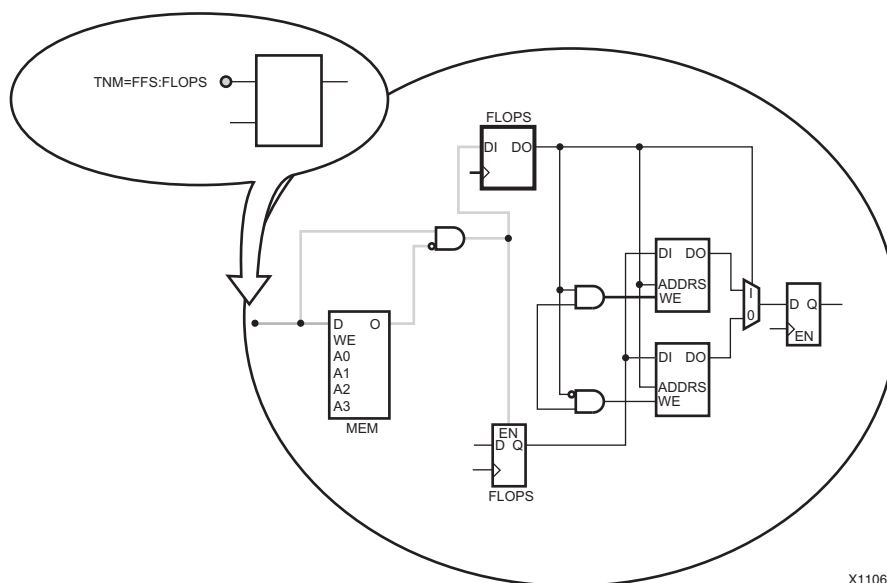 TNM=FFS:FLOPS
FLOPS
DI DO
DI DO
ADDRS
WE
D O
WE
A0
A1
A2
A3
MEM
I
0
D Q
EN
DI DO
ADDRS
WE
EN
D Q
FLOPS
X1106